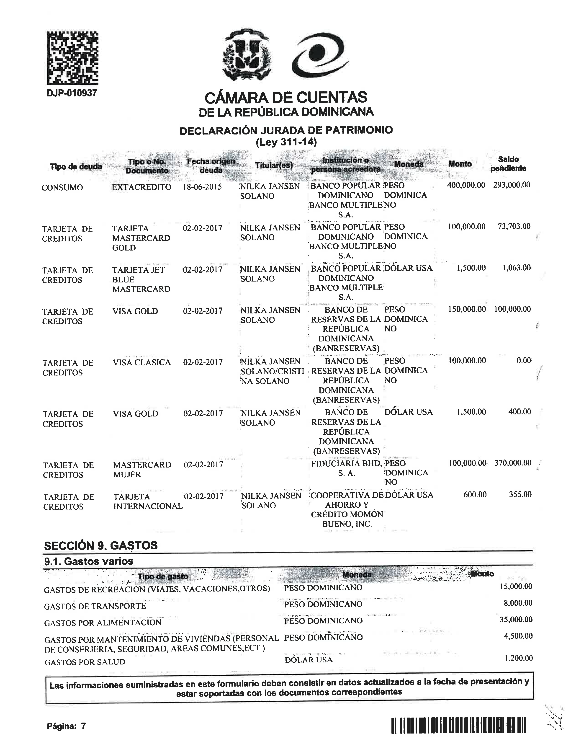 DJP-010937
CÁMARA DE CUENTAS
DE LA REPÚBLICA DOMINICANA
DECLARACIÓN JURADA DE PATRIMONIO
(Ley 311-14)
Tipo de deuda Tipo o No. Documento Fecha origen deuda Titular(es) Institución o persona acreedora Moneda Monto Saldo pendiente
CONSUMO EXTACREDITO 18-06-2015 NILKA JANSEN BANCO POPULAR PESO 400,000.00 293,000.00
SOLANO DOMINICANO DOMINICA
BANCO MULTIPLE NO
S.A.
TARJETA DE TARJETA 02-02-2017 NILKA JANSEN BANCO POPULAR PESO 100,000.00 73,703.00
CREDITOS MASTERCARD SOLANO DOMINICANO DOMINICA
GOLD BANCO MULTIPLE NO
S.A.
TARJETA DE TARJETA JET 02-02-2017 NILKA JANSEN BANCO POPULAR DÓLAR USA 1,500.00 1,063.00
CREDITOS BLUE SOLANO DOMINICANO
MASTERCARD BANCO MULTIPLE
S.A.
TARJETA DE VISA GOLD 02-02-2017 NILKA JANSEN BANCO DE PESO 150,000.00 100,000.00
CREDITOS SOLANO RESERVAS DE LA DOMINICA
REPÚBLICA NO
DOMINICANA
(BANRESERVAS)
TARJETA DE VISA CLASICA 02-02-2017 NILKA JANSEN BANCO DE PESO 100,000.00 0.00
CREDITOS SOLANO/CRISTI RESERVAS DE LA DOMINICA
NA SOLANO REPÚBLICA NO
DOMINICANA
(BANRESERVAS)
TARJETA DE VISA GOLD 02-02-2017 NILKA JANSEN BANCO DE DÓLAR USA 1,500.00 400.00
CREDITOS SOLANO RESERVAS DE LA
REPÚBLICA
DOMINICANA
(BANRESERVAS)
TARJETA DE MASTERCARD 02-02-2017 FIDUCIARIA BHD, PESO 100,000.00 370,000.00
CREDITOS MUJER S. A. DOMINICA
NO
TARJETA DE TARJETA 02-02-2017 NILKA JANSEN COOPERATIVA DE DÓLAR USA 600.00 355.00
CREDITOS INTERNACIONAL SOLANO AHORRO Y
CRÉDITO MOMÓN
BUENO, INC.
SECCIÓN 9. GASTOS
9.1. Gastos varios
Tipo de gasto Moneda Monto
GASTOS DE RECREACION (VIAJES, VACACIONES,OTROS) PESO DOMINICANO 15,000.00
GASTOS DE TRANSPORTE PESO DOMINICANO 8,000.00
GASTOS POR ALIMENTACION PESO DOMINICANO 35,000.00
GASTOS POR MANTENIMIENTO DE VIVIENDAS (PERSONAL PESO DOMINICANO 4,500.00
DE CONSERJERIA, SEGURIDAD, AREAS COMUNES,ECT)
GASTOS POR SALUD DÓLAR USA 1,200.00
Las informaciones suministradas en este formulario deben consistir en datos actualizados a la fecha de presentación y
estar soportadas con los documentos correspondientes
Página: 7